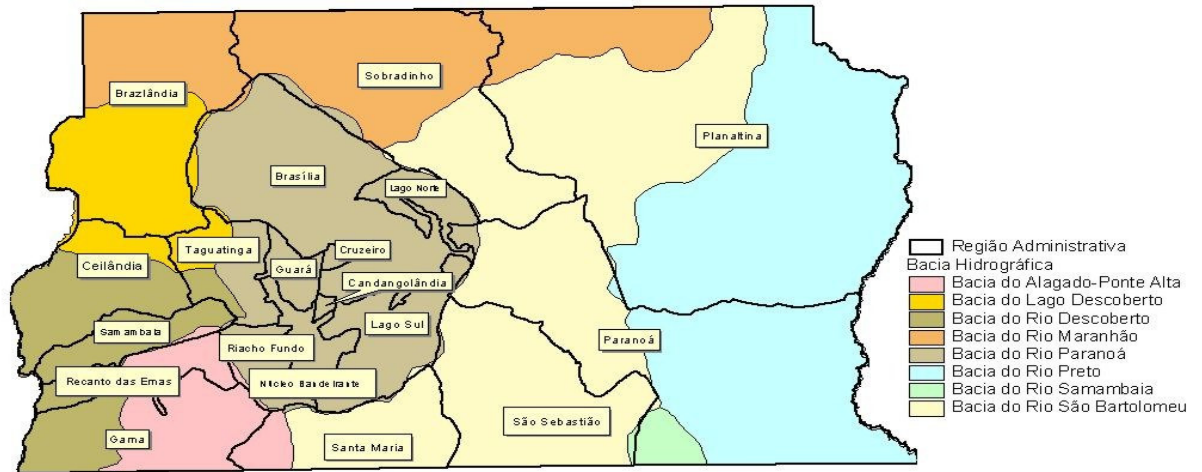 Sobradinho
Brazlândia
Planaltina
Brasília
Lago Norte
Taguatinga
Cruzeiro
Ceilândia
Guará
Candangolândia
Samambaia
Lago Sul
Riacho Fundo
Paranoá
Recanto das Emas
Núcleo Bandeirante
Gama
São Sebastião
Santa Maria
Região Administrativa
Bacia Hidrográfica
Bacia do Alagado-Ponte Alta
Bacia do Lago Descoberto
Bacia do Rio Descoberto
Bacia do Rio Maranhão
Bacia do Rio Paranoá
Bacia do Rio Preto
Bacia do Rio Samambaia
Bacia do Rio São Bartolomeu